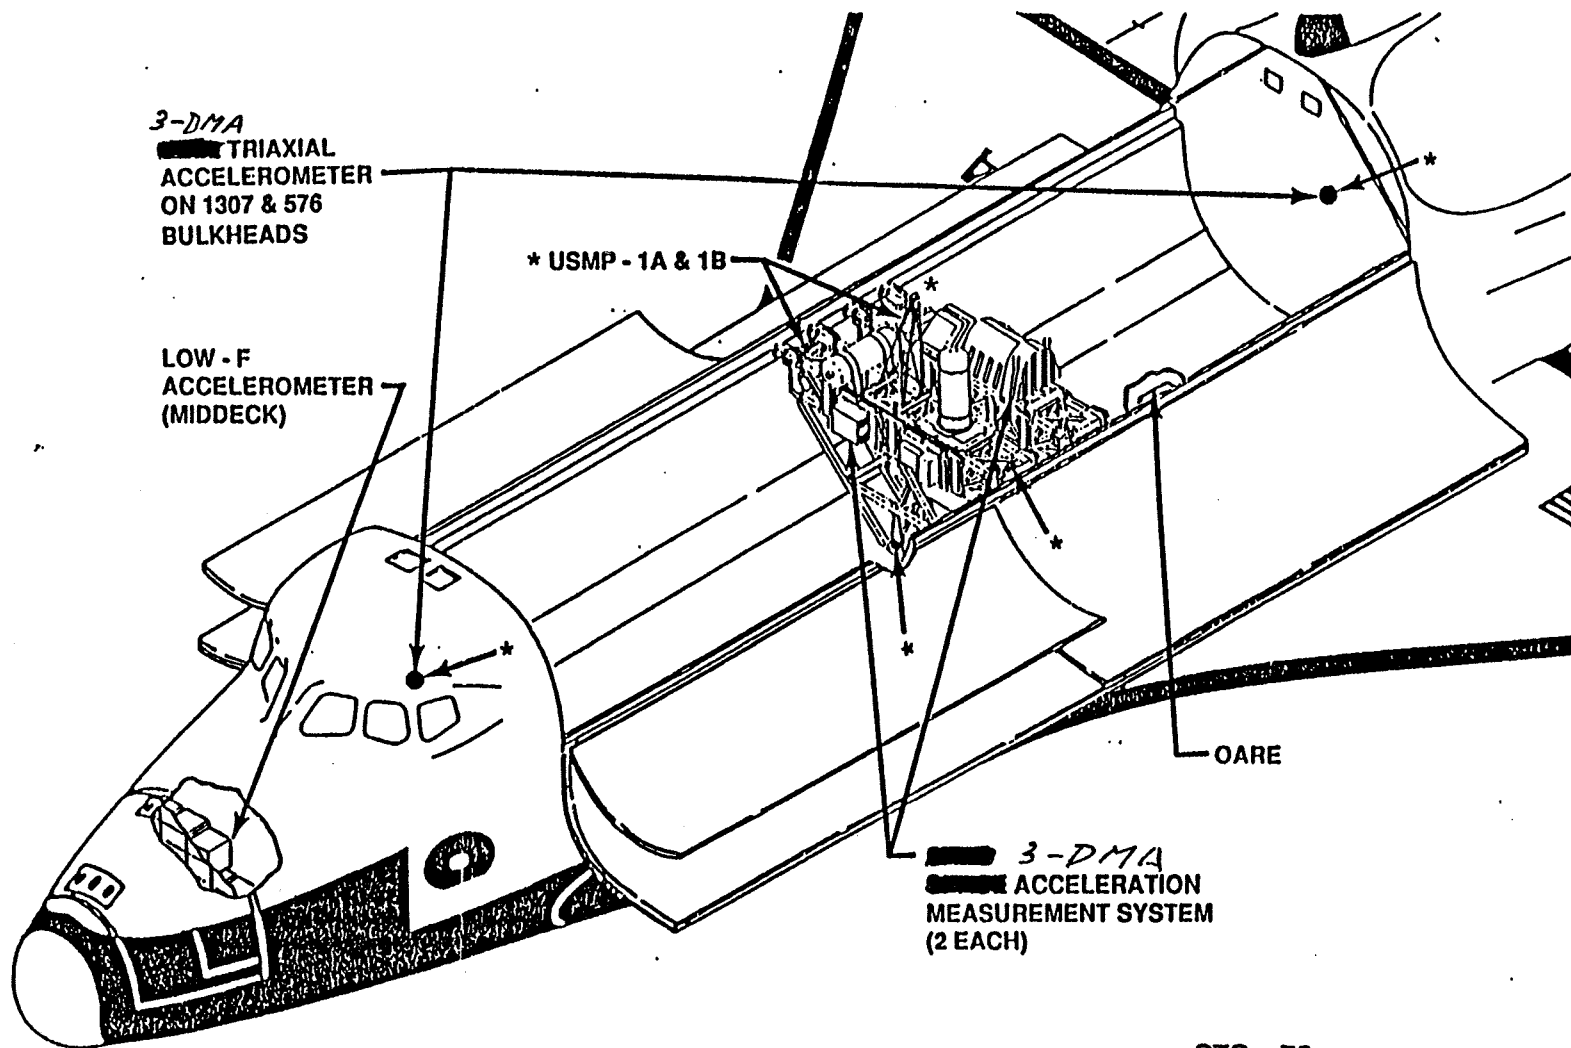 3-DMA
TRIAXIAL
ACCELEROMETER
ON 1307 & 576
BULKHEADS
*
* USMP - 1A & 1B
*
LOW - F
ACCELEROMETER
(MIDDECK)
*
*
*
OARE
3-DMA
ACCELERATION
MEASUREMENT SYSTEM
(2 EACH)